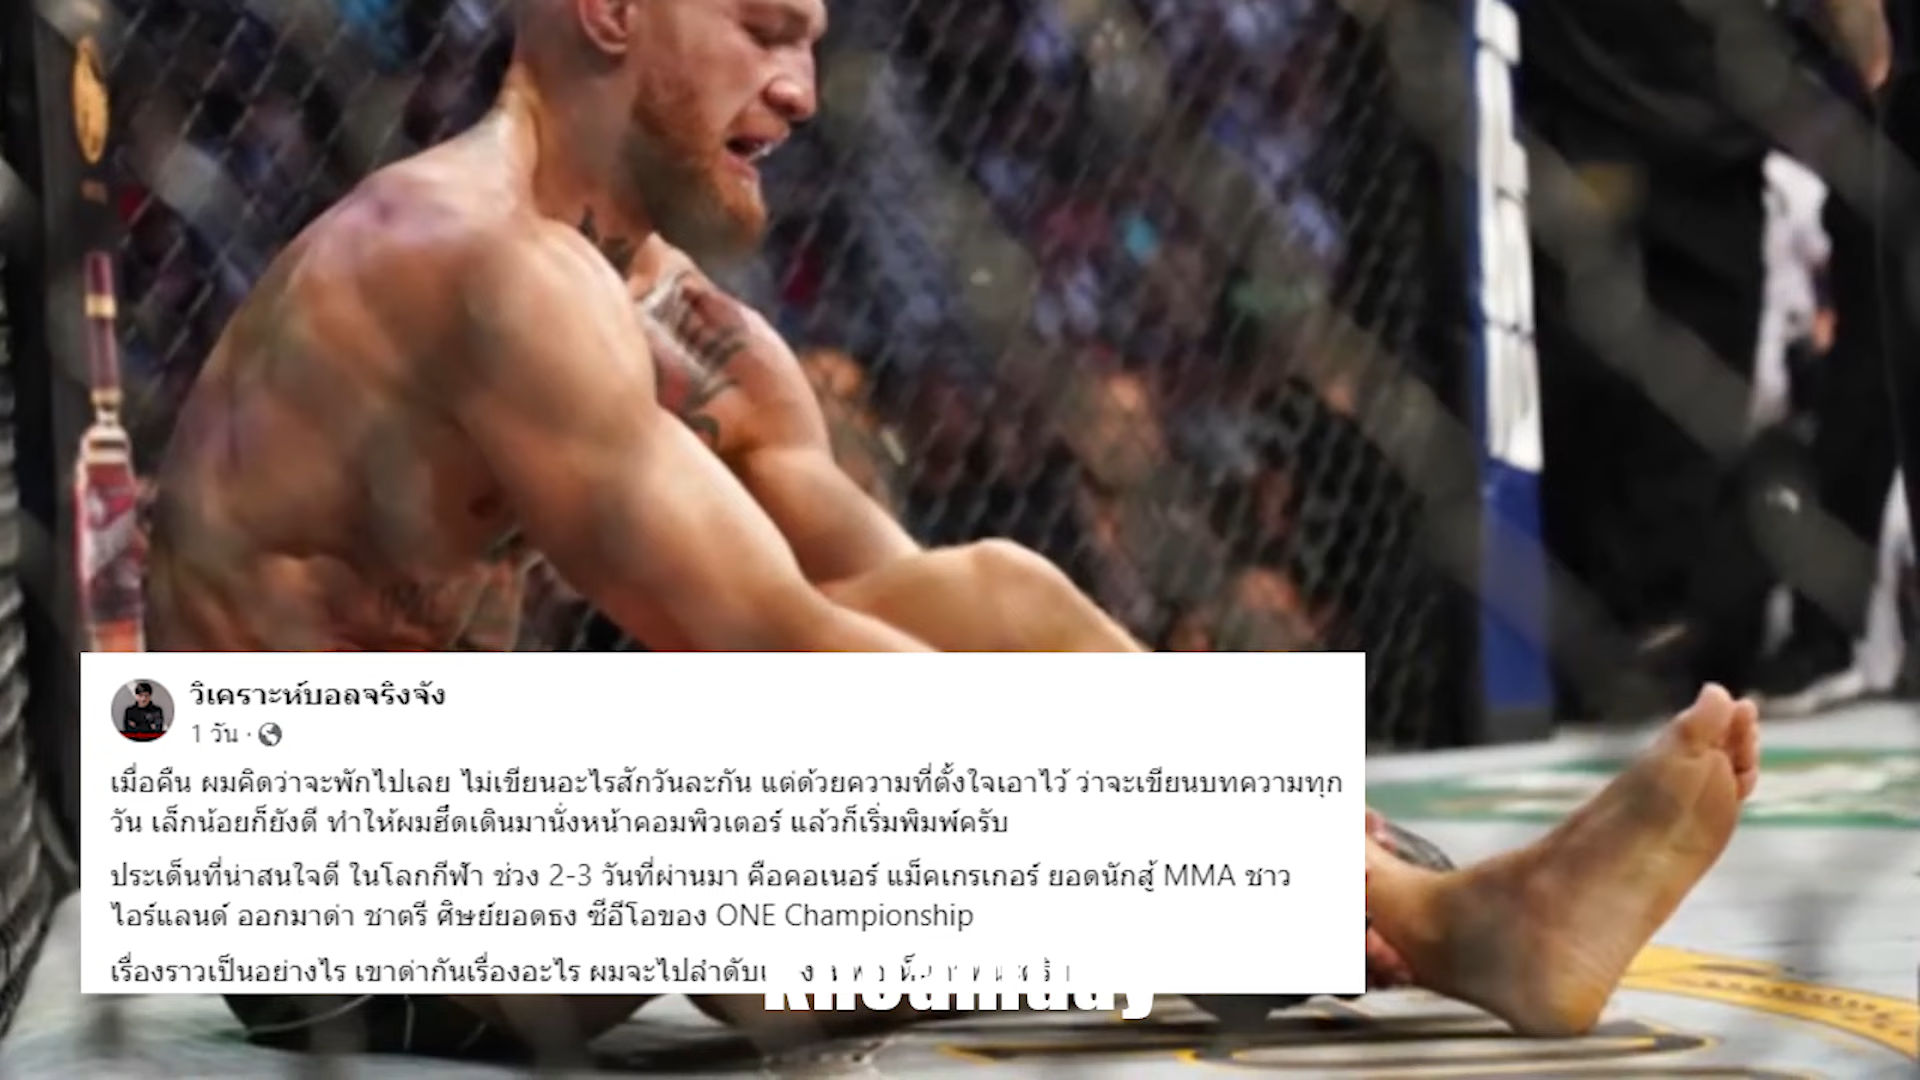 วิเคราะห์บอลจริงจัง
1 วัน ·
เมื่อคืน ผมคิดว่าจะพักไปเลย ไม่เขียนอะไรสักวันละกัน แต่ด้วยความที่ตั้งใจเอาไว้ ว่าจะเขียนบทความทุก
วัน เล็กน้อยก็ยังดี ทำให้ผมฮึดเดินมานั่งหน้าคอมพิวเตอร์ แล้วก็เริ่มพิมพ์ครับ
ประเด็นที่น่าสนใจดี ในโลกกีฬา ช่วง 2-3 วันที่ผ่านมา คือคอเนอร์ แม็คเกรเกอร์ ยอดนักสู้ MMA ชาว
ไอร์แลนด์ ออกมาด่า ชาตรี ศิษย์ยอดธง ซีอีโอของ ONE Championship
เรื่องราวเป็นอย่างไร เขาด่ากันเรื่องอะไร ผมจะไปลำดับ